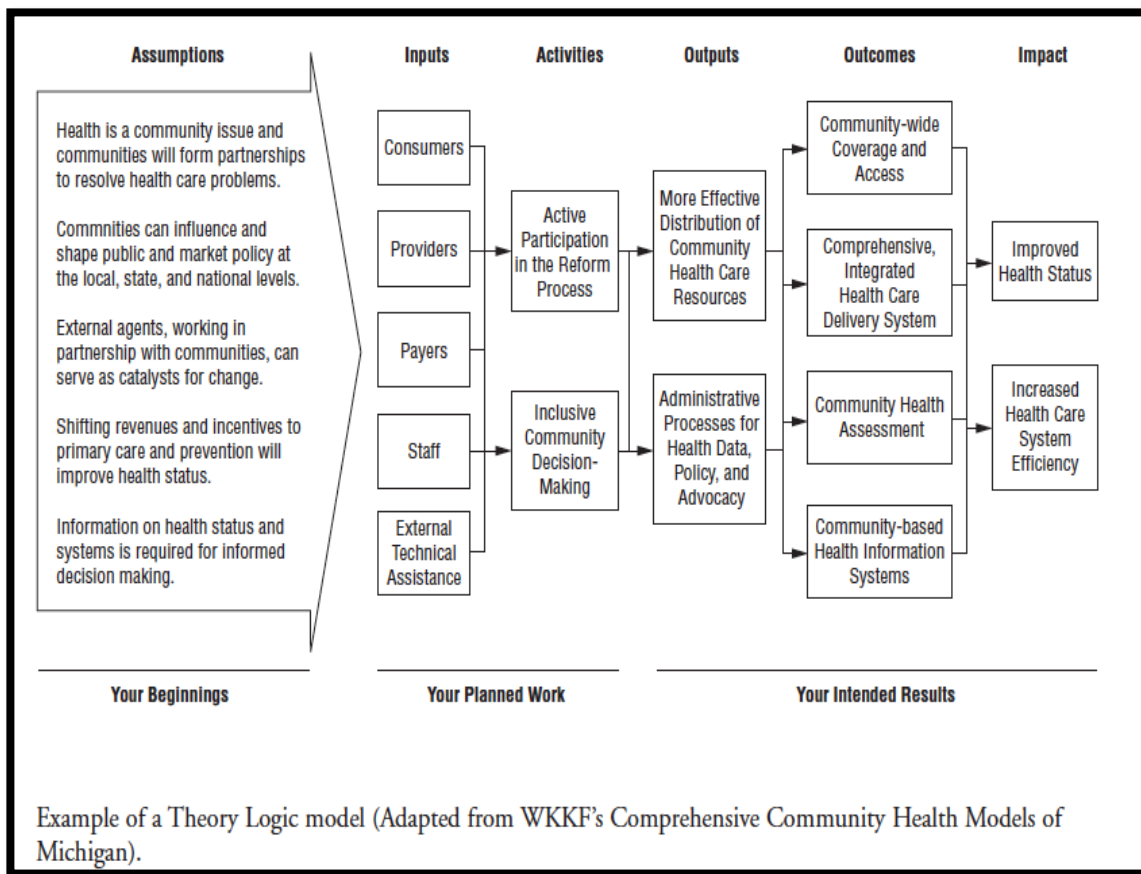 Assumptions
Inputs
Activities
Outputs
Outcomes
Impact
Health is a community issue and
communities will form partnerships
to resolve health care problems.
Commnities can influence and
shape public and market policy at
the local, state, and national levels.
External agents, working in
partnership with communities, can
serve as catalysts for change.
Shifting revenues and incentives to
primary care and prevention will
improve health status.
Information on health status and
systems is required for informed
decision making.
Consumers
Providers
Payers
Staff
External
Technical
Assistance
Active
Participation
in the Reform
Process
Inclusive
Community
Decision-
Making
More Effective
Distribution of
Community
Health Care
Resources
Administrative
Processes for
Health Data,
Policy, and
Advocacy
Community-wide
Coverage and
Access
Comprehensive,
Integrated
Health Care
Delivery System
Community Health
Assessment
Community-based
Health Information
Systems
Improved
Health Status
Increased
Health Care
System
Efficiency
Your Beginnings
Your Planned Work
Your Intended Results
Example of a Theory Logic model (Adapted from WKKF's Comprehensive Community Health Models of
Michigan).